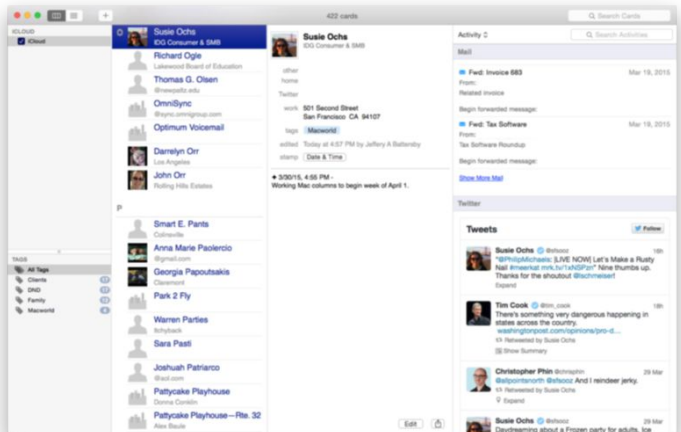 422 cards
Search Cards
ICLOUD
iCloud
TAGS
All Tags
Clients
DND
Family
Macworld
Susie Ochs
IDG Consumer & SMB
Richard Ogle
Lakewood Board of Education
Thomas G. Olsen
@newpaltz.edu
OmniSync
@sync.omnigroup.com
Optimum Voicemail
Darrelyn Orr
Los Angeles
John Orr
Rolling Hills Estates
P
Smart E. Pants
Colinsville
Anna Marie Paolercio
@gmail.com
Georgia Papoutsakis
Claremont
Park 2 Fly
Warren Parties
Itchyback
Sara Pasti
Joshuah Patriarco
@aol.com
Pattycake Playhouse
Donna Conklin
Pattycake Playhouse—Rte. 32
Alex Baule
Susie Ochs
IDG Consumer & SMB
other
home
Twitter
work 501 Second Street
San Francisco CA 94107
tags Macworld
edited Today at 4:57 PM by Jeffery A Battersby
stamp Date & Time
3/30/15, 4:55 PM -
Working Mac columns to begin week of April 1.
Edit
Activity
Search Activities
Mail
Fwd: Invoice 683 Mar 19, 2015
From:
Related invoice
Begin forwarded message:
Fwd: Tax Software Mar 19, 2015
From:
Tax Software Roundup
Begin forwarded message:
Show More Mail
Twitter
Tweets Follow
Susie Ochs @sfsooz 16h
"@PhilipMichaels: |LIVE NOW| Let's Make a Rusty
Nail #meerkat mrk.tv/1xNSPzn" Nine thumbs up.
Thanks for the shoutout @lschmeiser!
Expand
Tim Cook @tim_cook
There's something very dangerous happening in
states across the country.
washingtonpost.com/opinions/pro-d...
Retweeted by Susie Ochs
Show Summary
Christopher Phin @chrisphin 29 Mar
@allpointsnorth @sfsooz And I reindeer jerky.
Retweeted by Susie Ochs
Expand
Susie Ochs @sfsooz 29 Mar
Daydreaming about a Frozen party for adults. Ice